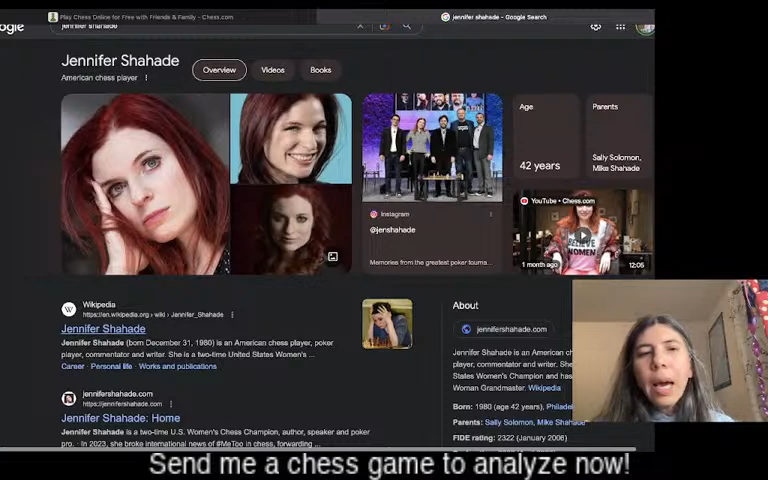 Play Chess Online for Free with Friends & Family - Chess.com
jennifer shahade - Google Search
ogle
jennifer shahade
Jennifer Shahade
American chess player
Overview
Videos
Books
Age
42 years
Parents
Sally Solomon,
Mike Shahade
Instagram
@jenshahade
Memories from the greatest poker tourna...
YouTube • Chess.com
BELIEVE
WOMEN
1 month ago
12:05
W
Wikipedia
https://en.wikipedia.org › wiki › Jennifer_Shahade
Jennifer Shahade
Jennifer Shahade (born December 31, 1980) is an American chess player, poker
player, commentator and writer. She is a two-time United States Women's ...
Career · Personal life · Works and publications
jennifershahade.com
https://jennifershahade.com
Jennifer Shahade: Home
Jennifer Shahade is a two-time U.S. Women's Chess Champion, author, speaker and poker
pro. · In 2023, she broke international news of #MeToo in chess, forwarding ...
About
jennifershahade.com
Jennifer Shahade is an American ch
player, commentator and writer. She
States Women's Champion and has
Woman Grandmaster. Wikipedia
Born: 1980 (age 42 years), Philadel
Parents: Sally Solomon, Mike Shahade
FIDE rating: 2322 (January 2006)
Send me a chess game to analyze now!